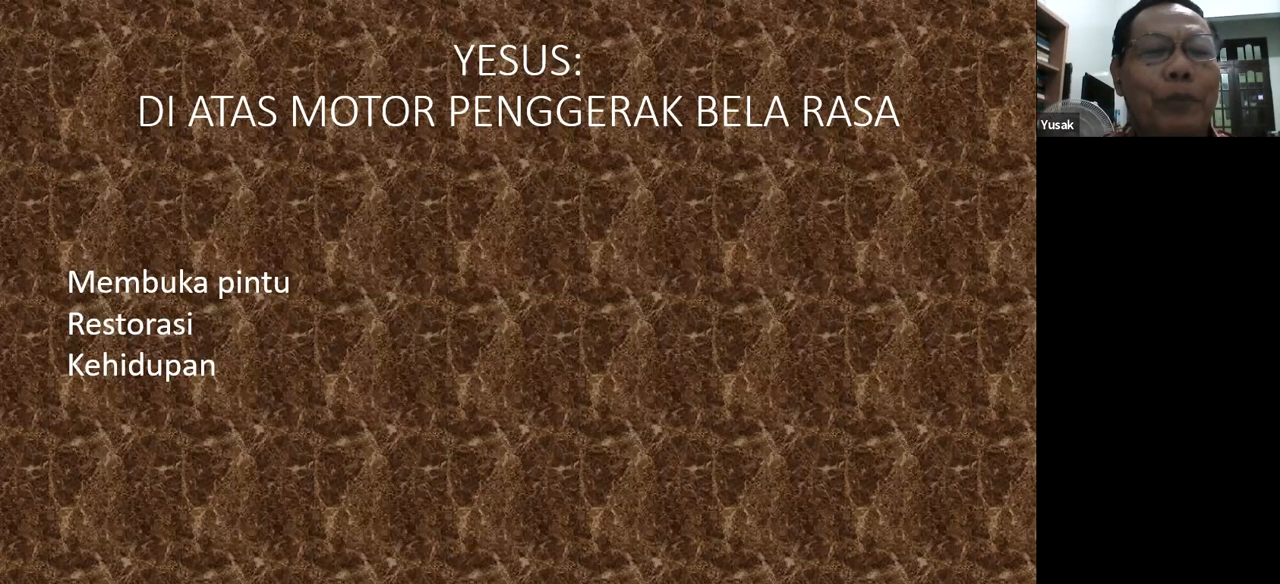 YESUS:
DI ATAS MOTOR PENGGERAK BELA RASA
Membuka pintu
Restorasi
Kehidupan
Yusak